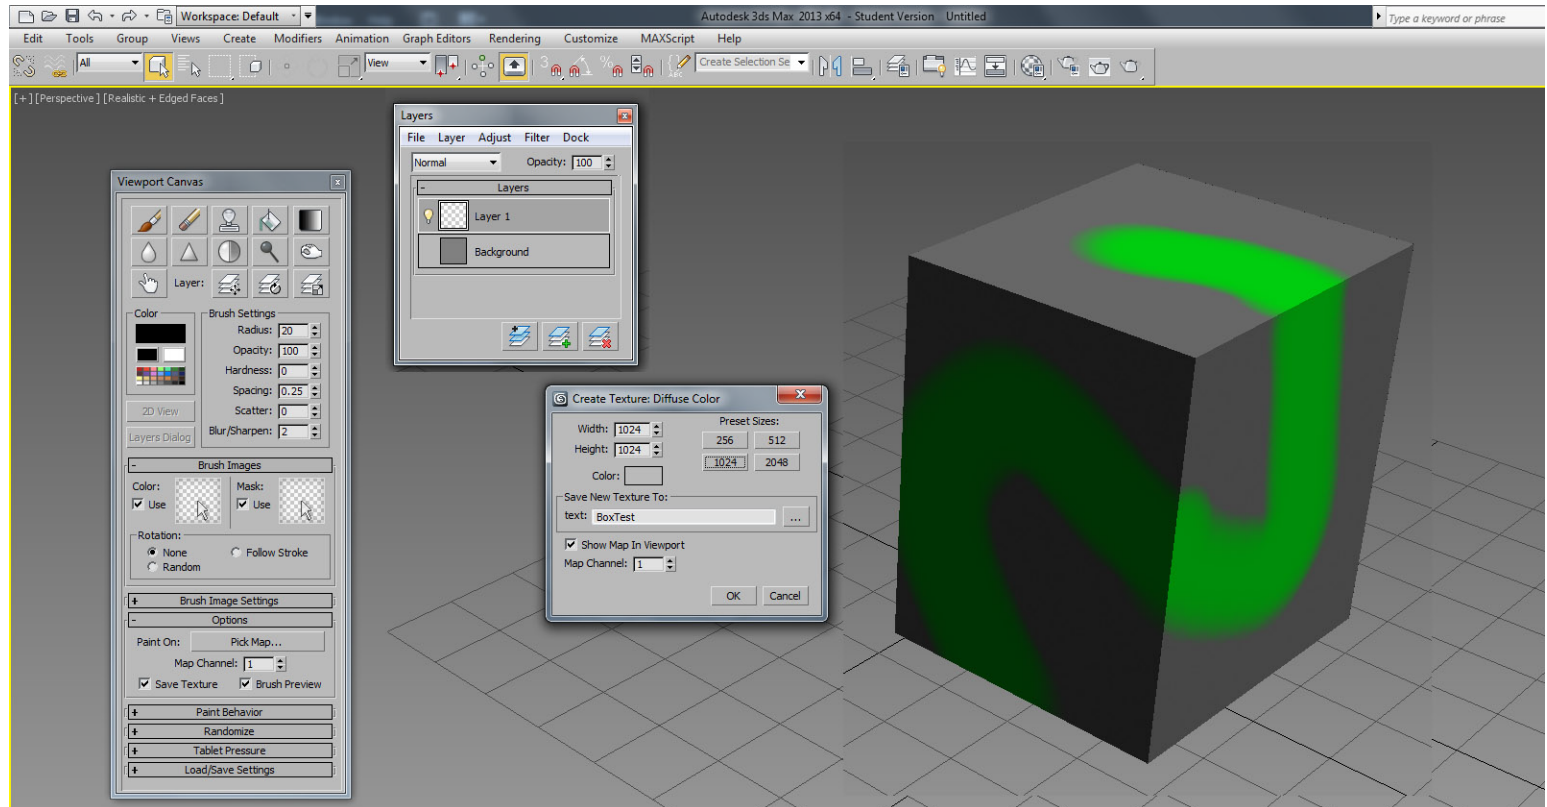 Workspace: Default
Autodesk 3ds Max 2013 x64 - Student Version Untitled
Type a keyword or phrase
Edit Tools Group Views Create Modifiers Animation Graph Editors Rendering Customize MAXScript Help
All
View
3
%
ABC
Create Selection Se
[+] [Perspective] [Realistic + Edged Faces]
Layers
File Layer Adjust Filter Dock
Normal Opacity: 100
- Layers
Layer 1
Background
Viewport Canvas
Layer:
Color
Brush Settings
Radius: 20
Opacity: 100
Hardness: 0
Spacing: 0.25
2D View
Scatter: 0
Layers Dialog
Blur/Sharpen: 2
- Brush Images
Color: Mask:
Use Use
Rotation:
None Follow Stroke
Random
+ Brush Image Settings
- Options
Paint On: Pick Map...
Map Channel: 1
Save Texture Brush Preview
+ Paint Behavior
+ Randomize
+ Tablet Pressure
+ Load/Save Settings
Create Texture: Diffuse Color
Width: 1024
Height: 1024
Color:
Preset Sizes:
256 512
1024 2048
Save New Texture To:
text: BoxTest ...
Show Map In Viewport
Map Channel: 1
OK Cancel